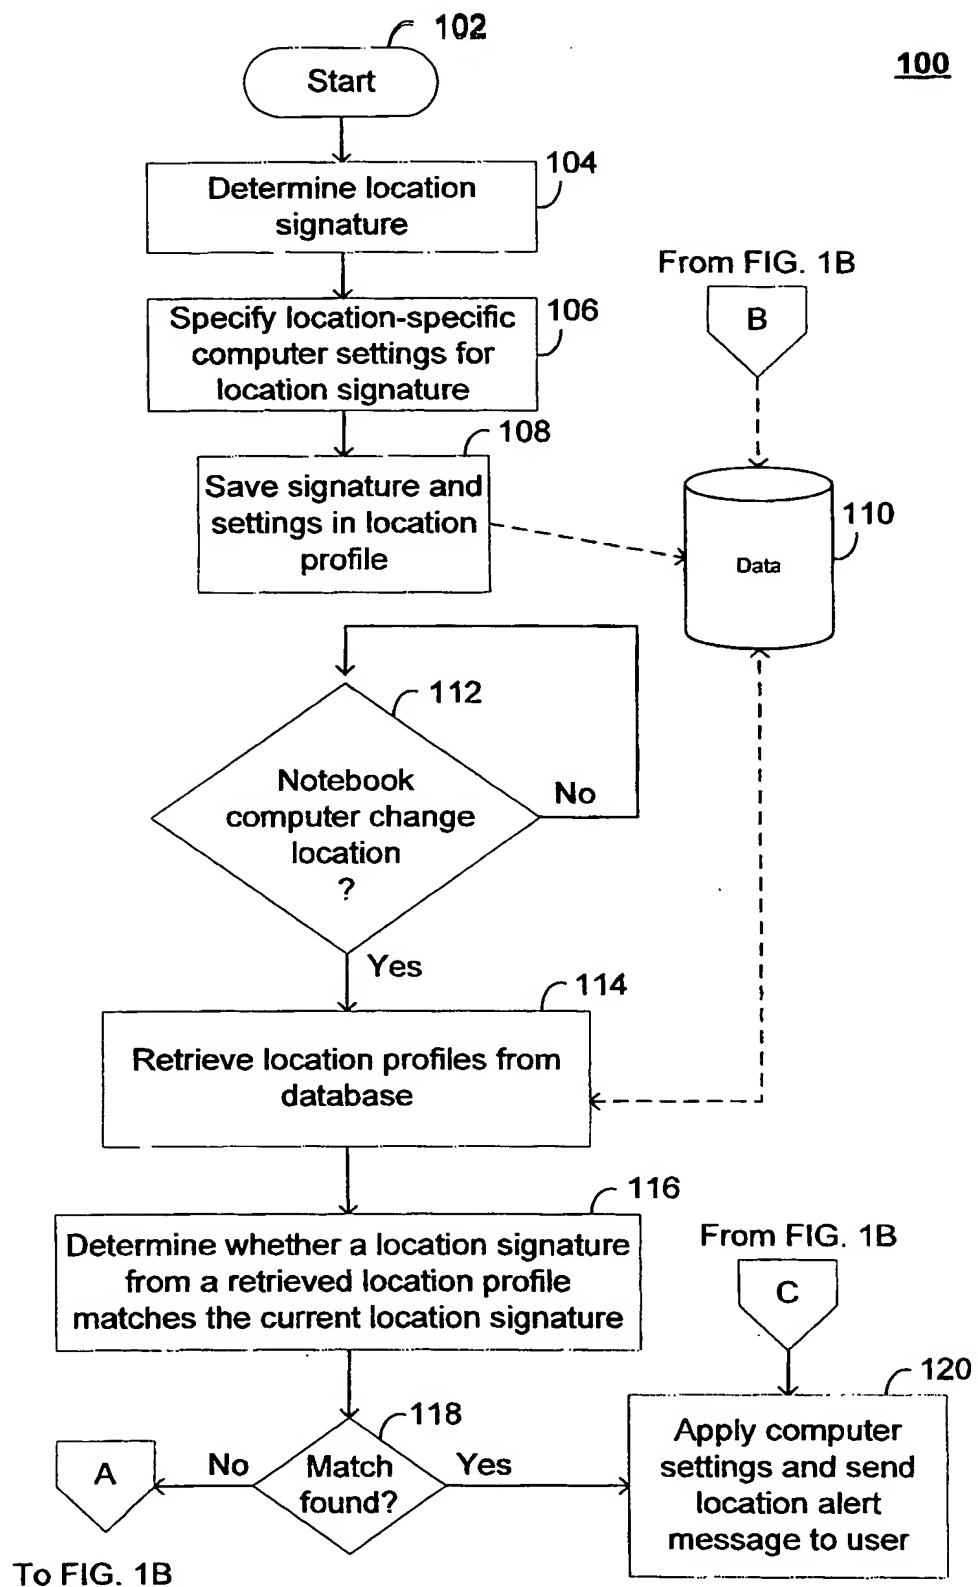 102
100
Start
104
Determine location
signature
From FIG. 1B
B
106
Specify location-specific
computer settings for
location signature
108
Save signature and
settings in location
profile
110
Data
112
Notebook
computer change
location
?
No
Yes
114
Retrieve location profiles from
database
116
Determine whether a location signature
from a retrieved location profile
matches the current location signature
From FIG. 1B
C
118
Match
found?
No
Yes
A
To FIG. 1B
120
Apply computer
settings and send
location alert
message to user